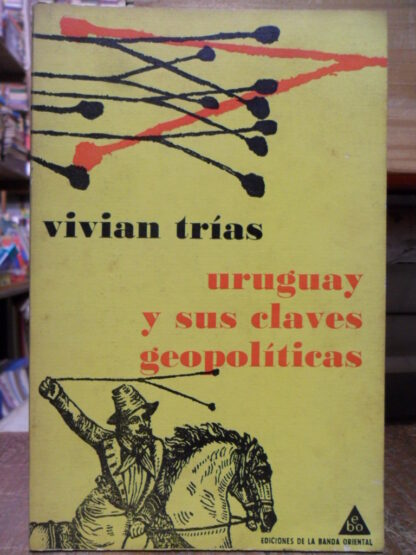 vivian trías
uruguay
y sus claves
geopolíticas
ebo
EDICIONES DE LA BANDA ORIENTAL